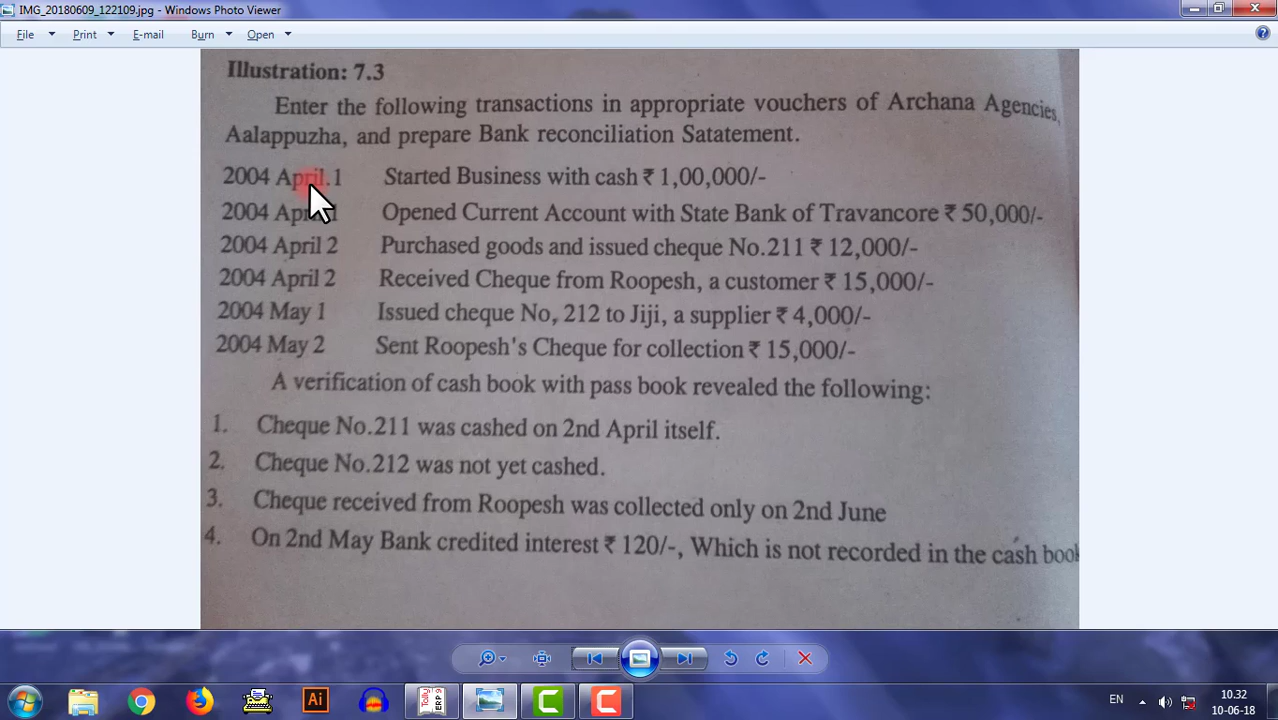 IMG_20180609_122109.jpg - Windows Photo Viewer
File Print E-mail Burn Open
Illustration: 7.3
Enter the following transactions in appropriate vouchers of Archana Agencies,
Aalappuzha, and prepare Bank reconciliation Satatement.
2004 April 1 Started Business with cash ₹ 1,00,000/-
2004 Opened Current Account with State Bank of Travancore ₹ 50,000/-
2004 April 2 Purchased goods and issued cheque No.211 ₹ 12,000/-
2004 April 2 Received Cheque from Roopesh, a customer ₹ 15,000/-
2004 May 1 Issued cheque No, 212 to Jiji, a supplier ₹ 4,000/-
2004 May 2 Sent Roopesh's Cheque for collection ₹ 15,000/-
A verification of cash book with pass book revealed the following:
1. Cheque No.211 was cashed on 2nd April itself.
2. Cheque No.212 was not yet cashed.
3. Cheque received from Roopesh was collected only on 2nd June
4. On 2nd May Bank credited interest ₹ 120/-, Which is not recorded in the cash book
Ai
Tally
ERP 9
EN
10.32
10-06-18